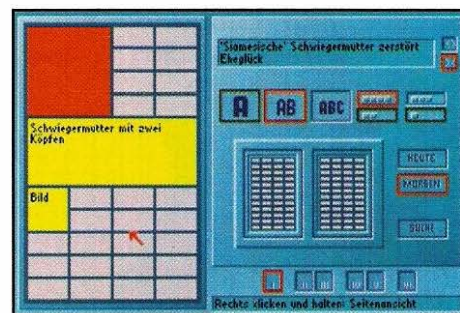 Schwiegermutter mit zwei
Köpfen
Bild
'Siamesische' Schwiegermutter zerstört
Eheglück
A
AB
ABC
HEUTE
MORGEN
SUCHE
Rechts klicken und halten: Seitenansicht